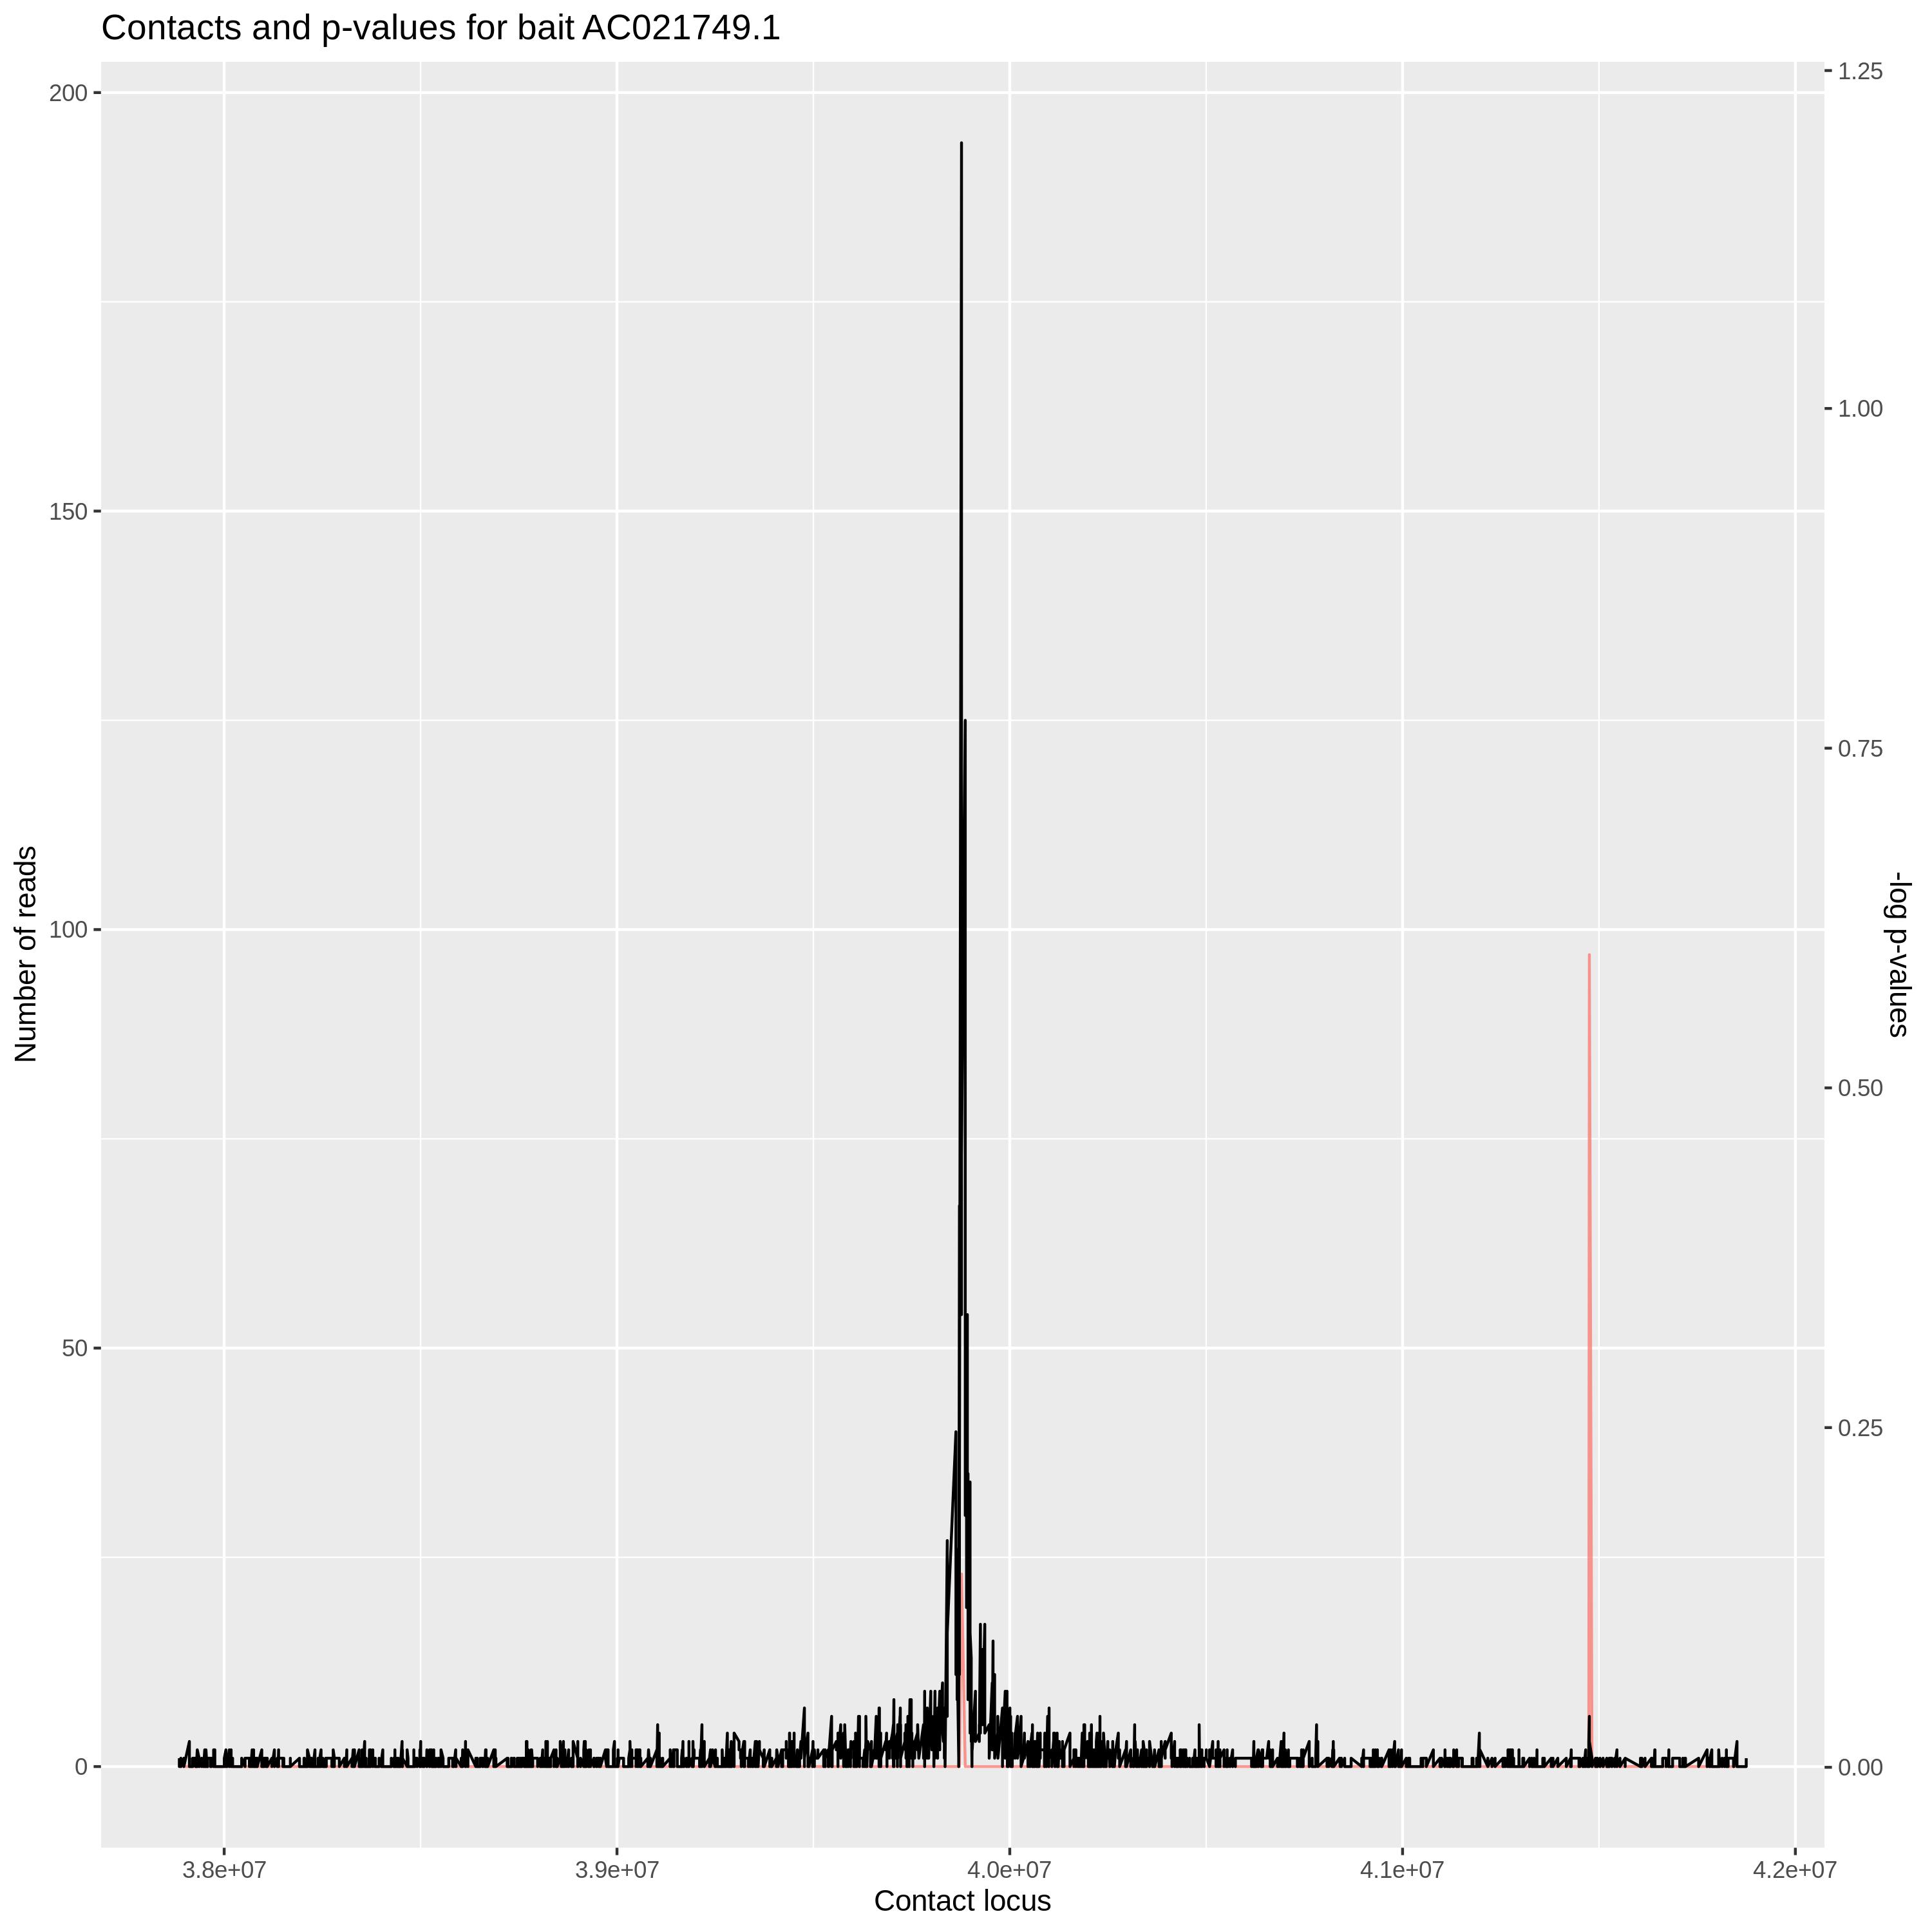 Contacts and p-values for bait AC021749.1
200
150
100
50
0
Number of reads
1.25
1.00
0.75
0.50
0.25
0.00
-log p-values
3.8e+07
3.9e+07
4.0e+07
4.1e+07
4.2e+07
Contact locus